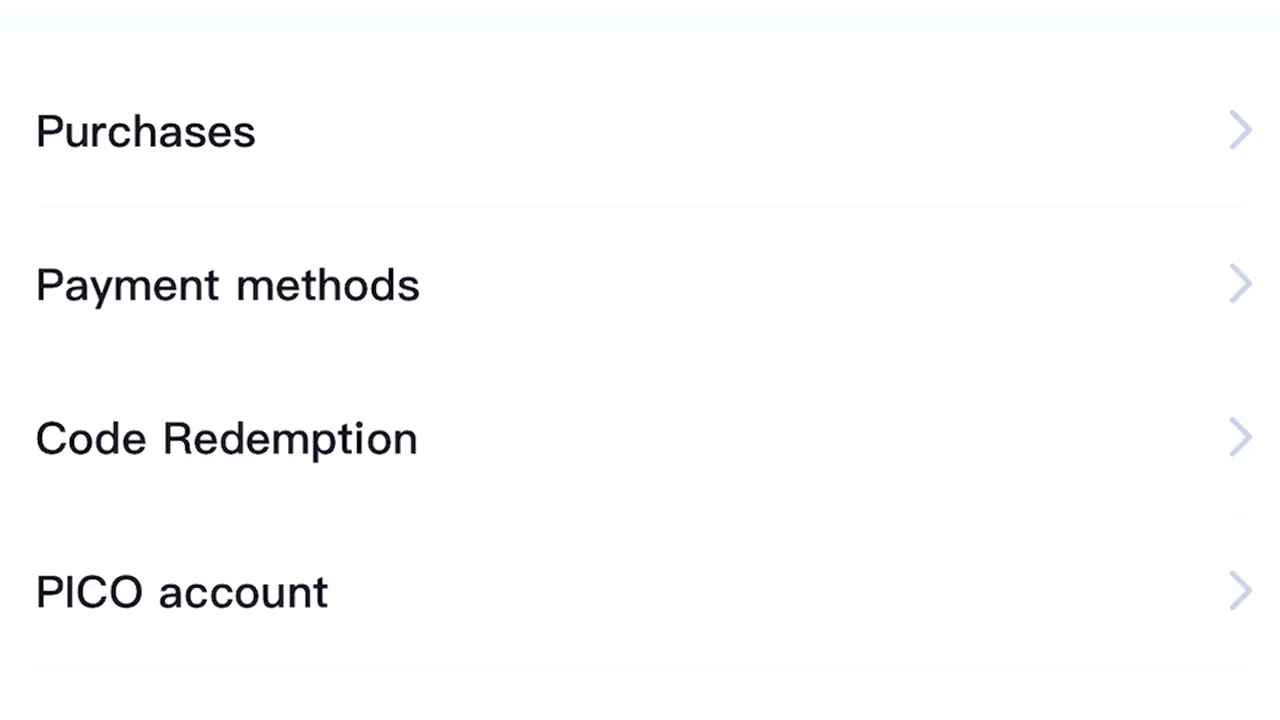 Purchases
Payment methods
Code Redemption
PICO account